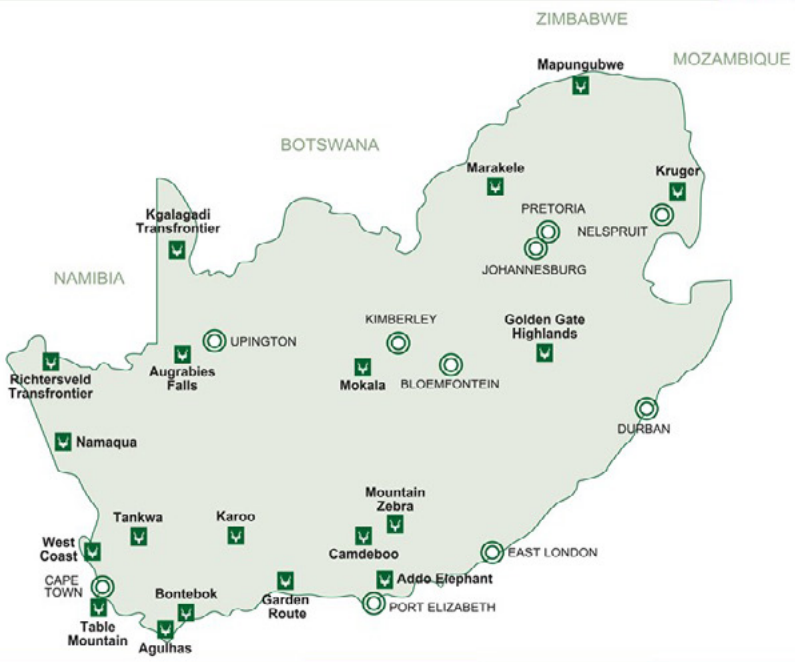 ZIMBABWE
MOZAMBIQUE
Mapungubwe
BOTSWANA
Marakele
Kruger
PRETORIA
NELSPRUIT
Kgalagadi
Transfrontier
JOHANNESBURG
NAMIBIA
KIMBERLEY
Golden Gate
Highlands
UPINGTON
Richtersveld
Transfrontier
Augrabies
Falls
Mokala
BLOEMFONTEIN
DURBAN
Namaqua
Mountain
Zebra
Tankwa
Karoo
West
Coast
Camdeboo
EAST LONDON
CAPE
TOWN
Bontebok
Garden
Route
Addo Elephant
PORT ELIZABETH
Table
Mountain
Agulhas